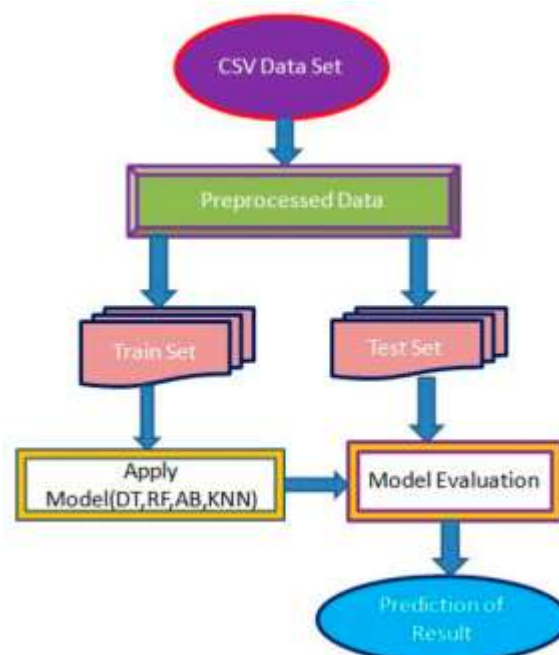 CSV Data Set
Preprocessed Data
Train Set
Test Set
Apply
Model(DT,RF,AB,KNN)
Model Evaluation
Prediction of
Result